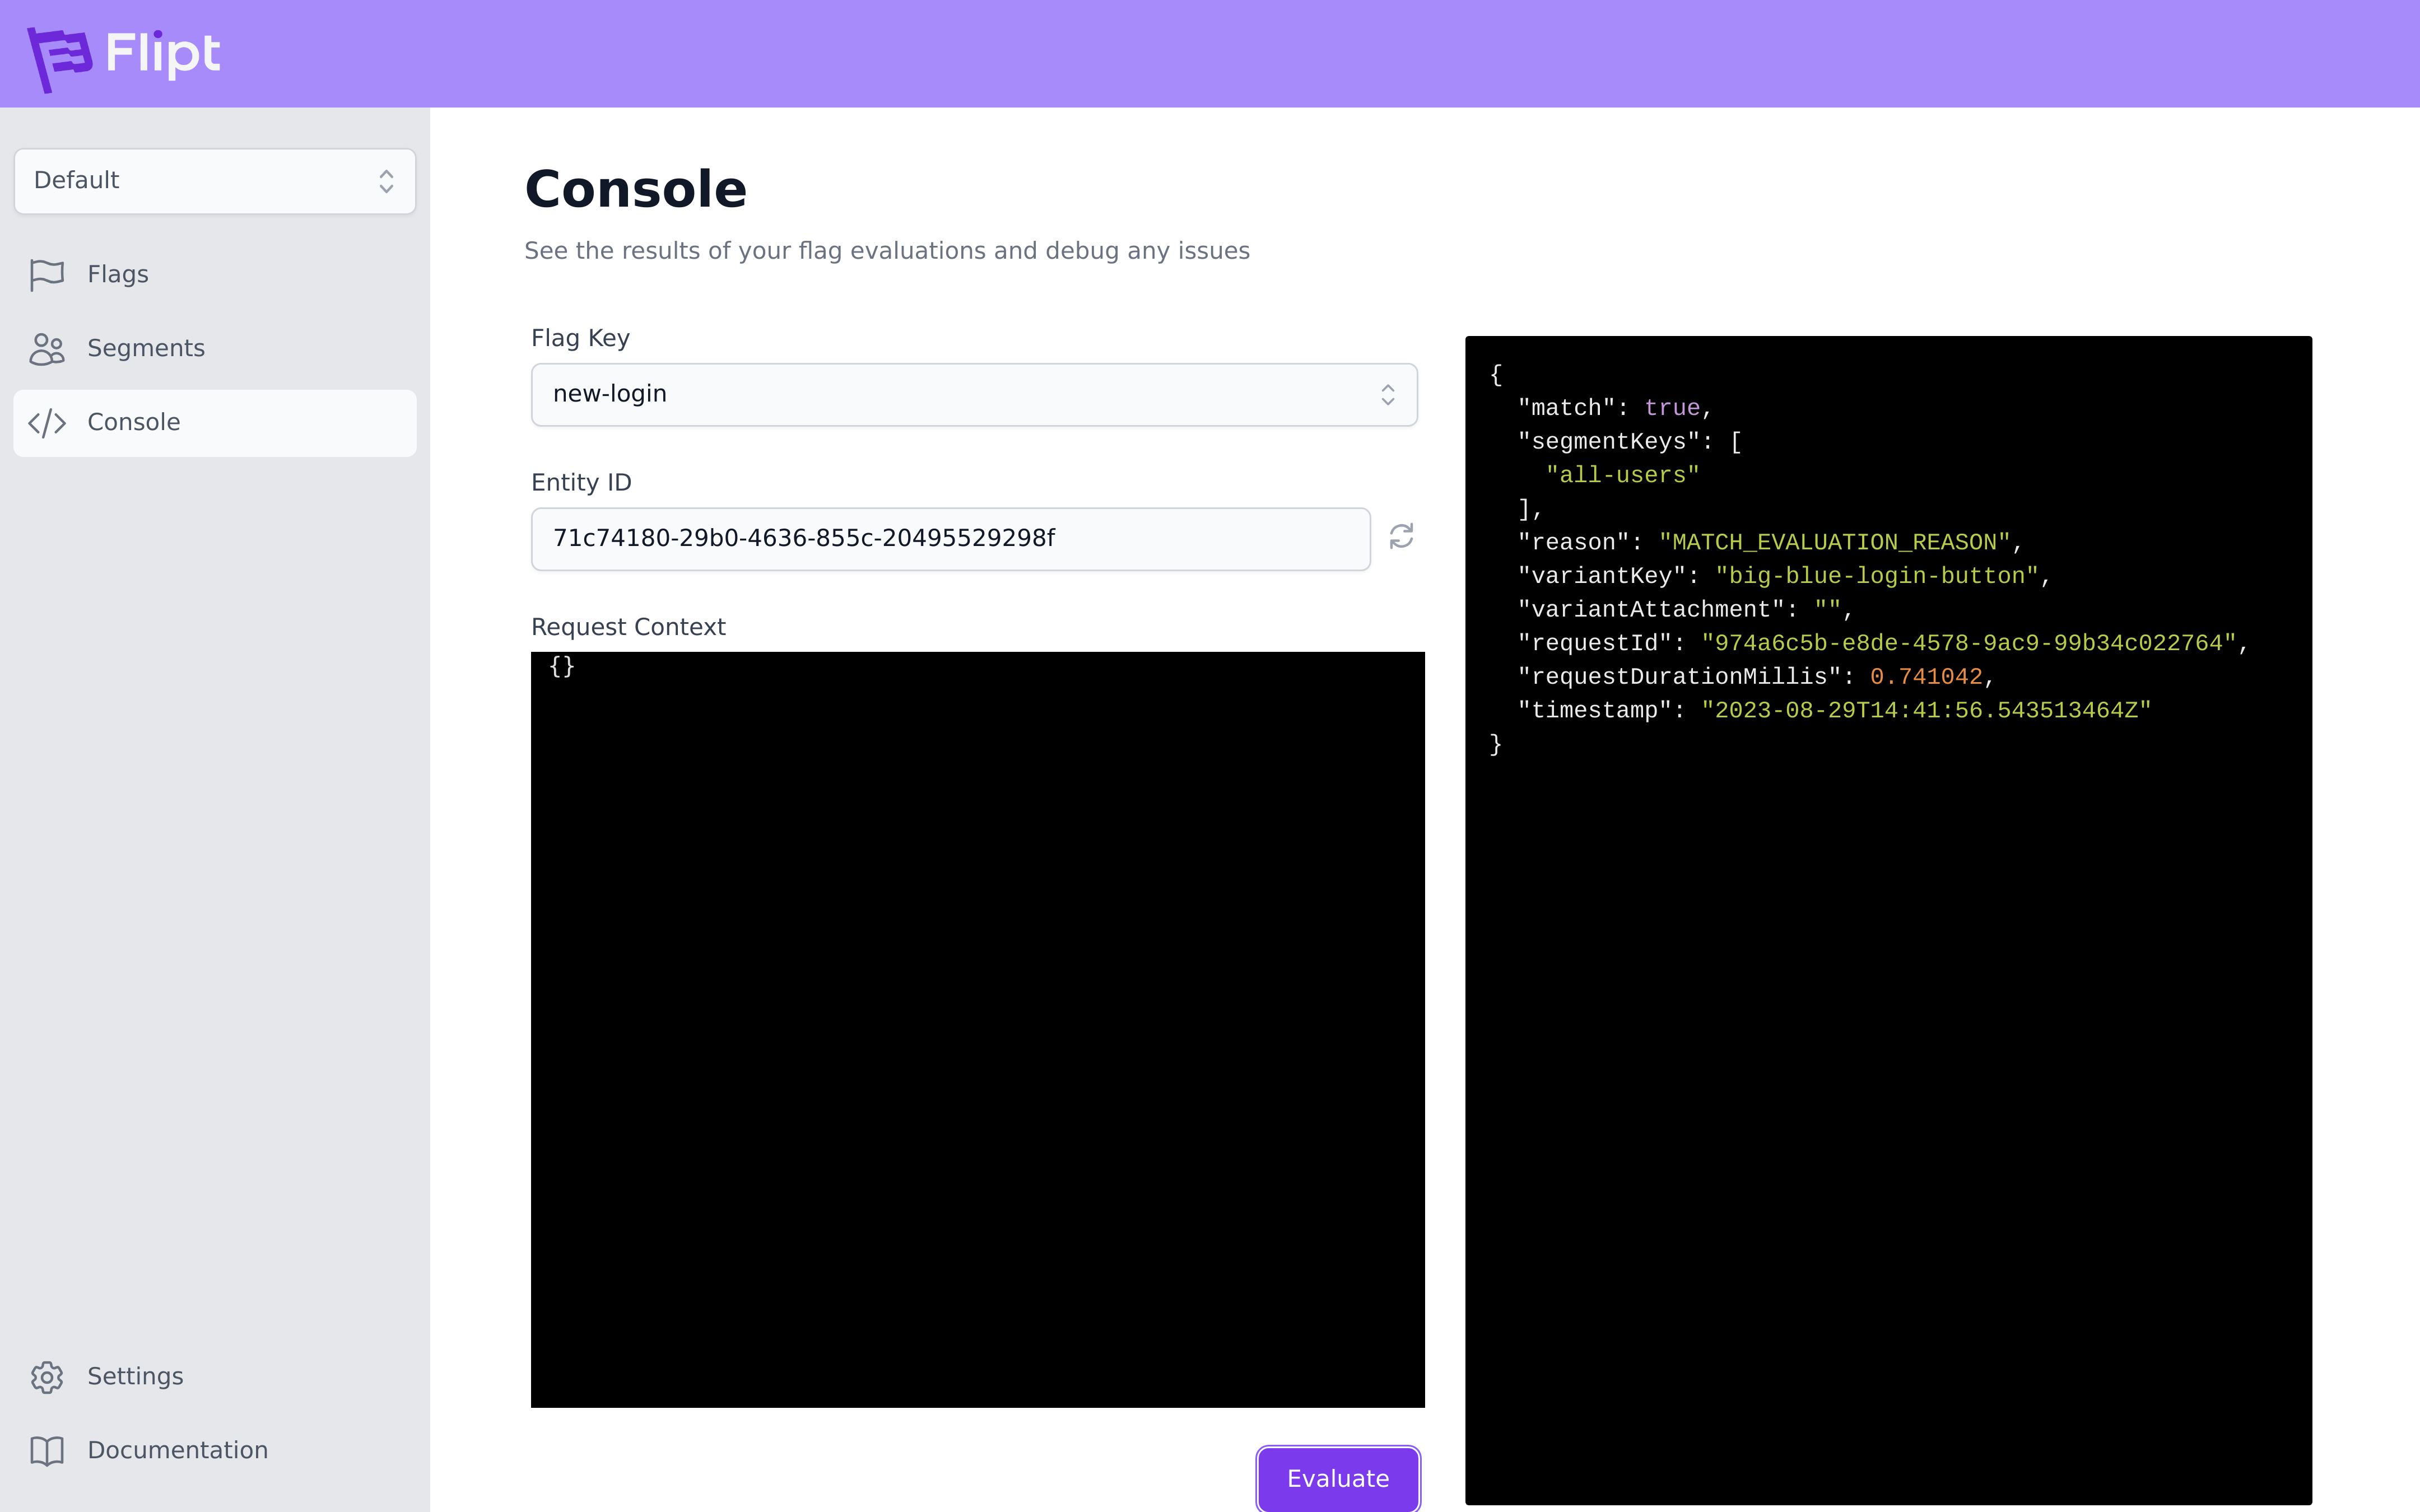 Flipt
Default
Flags
Segments
Console
Settings
Documentation
Console
See the results of your flag evaluations and debug any issues
Flag Key
new-login
Entity ID
71c74180-29b0-4636-855c-20495529298f
Request Context
{}
Evaluate
{
  "match": true,
  "segmentKeys": [
    "all-users"
  ],
  "reason": "MATCH_EVALUATION_REASON",
  "variantKey": "big-blue-login-button",
  "variantAttachment": "",
  "requestId": "974a6c5b-e8de-4578-9ac9-99b34c022764",
  "requestDurationMillis": 0.741042,
  "timestamp": "2023-08-29T14:41:56.543513464Z"
}